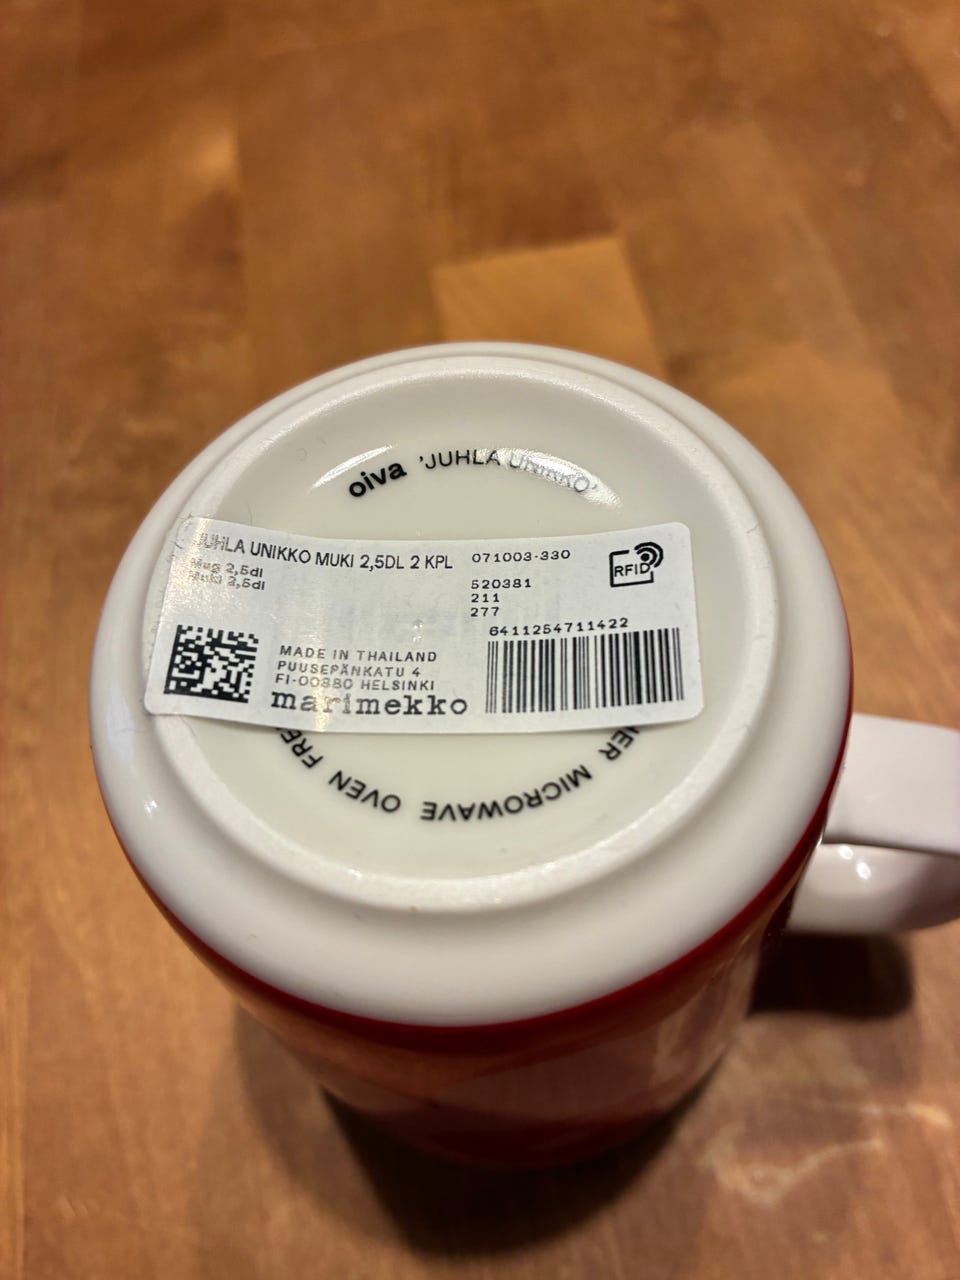 oiva 'JUHLA UNIKKO'
JUHLA UNIKKO MUKI 2,5DL 2 KPL 071003-330
Mug 2,5dl
Muki 2,5dl
520381
211
277
RFID
6411254711422
MADE IN THAILAND
PUUSEPÄNKATU 4
FI-00880 HELSINKI
marimekko
MICROWAVE OVEN